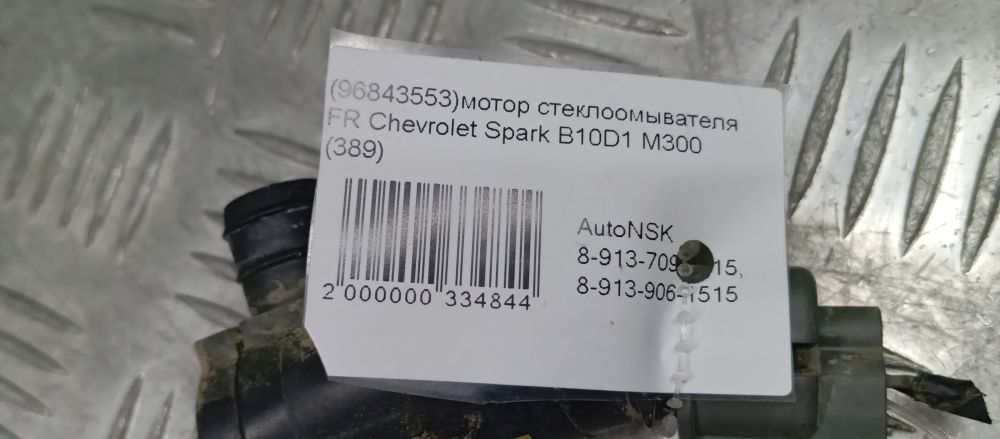 (96843553)мотор стеклоомывателя
FR Chevrolet Spark B10D1 M300
(389)
2 000000 334844
AutoNSK